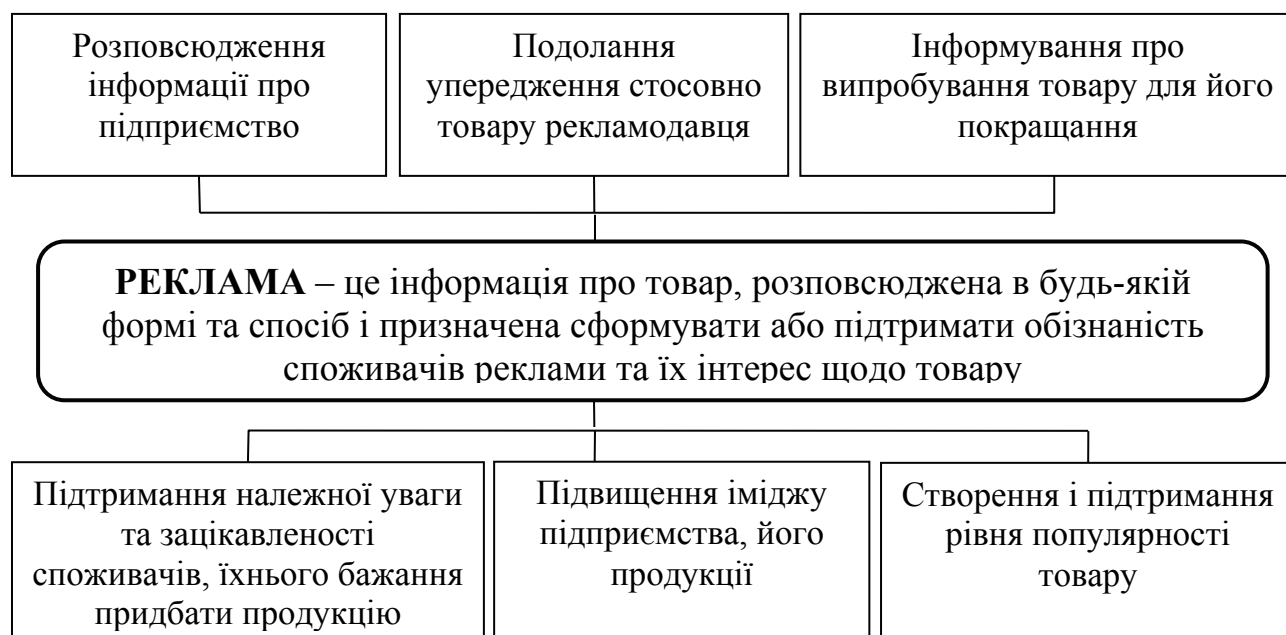 Розповсюдження
інформації про
підприємство
Подолання
упередження стосовно
товару рекламодавця
Інформування про
випробування товару для його
покращання
РЕКЛАМА – це інформація про товар, розповсюджена в будь-якій
формі та спосіб і призначена сформувати або підтримати обізнаність
споживачів реклами та їх інтерес щодо товару
Підтримання належної уваги
та зацікавленості
споживачів, їхнього бажання
придбати продукцію
Підвищення іміджу
підприємства, його
продукції
Створення і підтримання
рівня популярності
товару